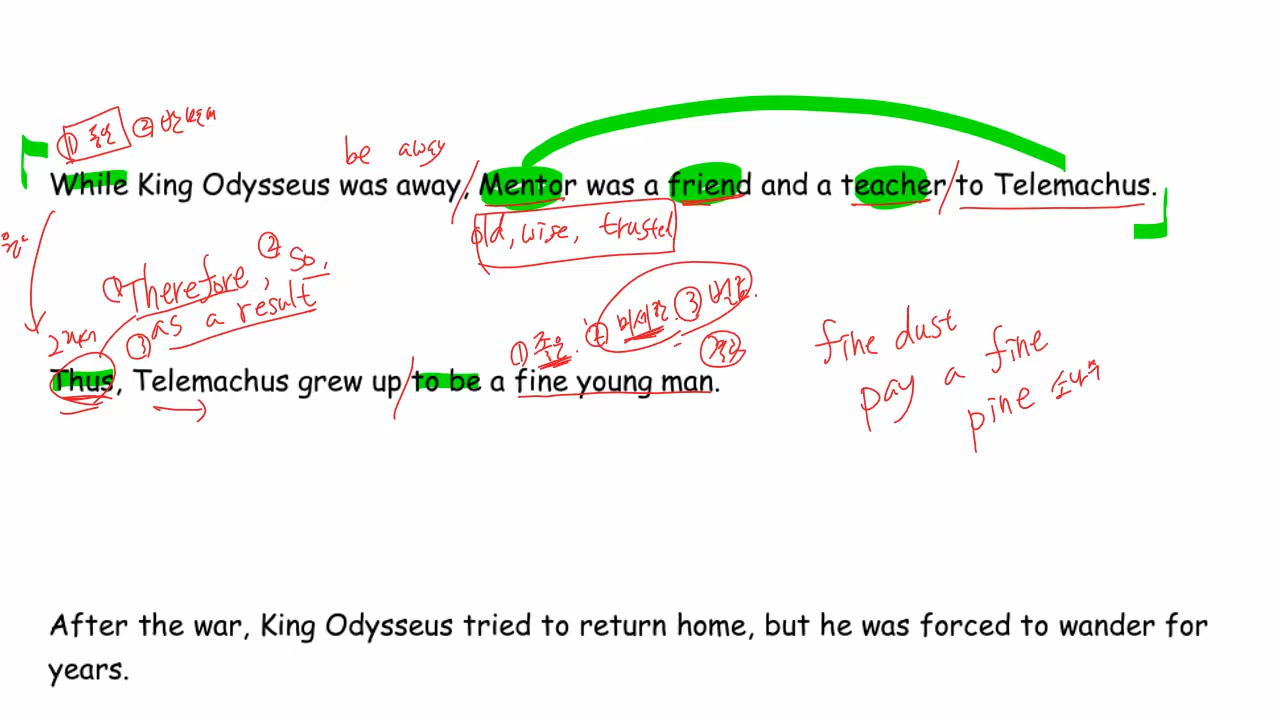 ① 동안 ② 반면에
be away
While King Odysseus was away, Mentor was a friend and a teacher to Telemachus.
old, wise, trusted
① Therefore, ② so,
③ as a result
① 좋은. ② 미세한. ③ 벌금.
fine dust
pay a fine
pine 소나무
Thus, Telemachus grew up to be a fine young man.
After the war, King Odysseus tried to return home, but he was forced to wander for
years.